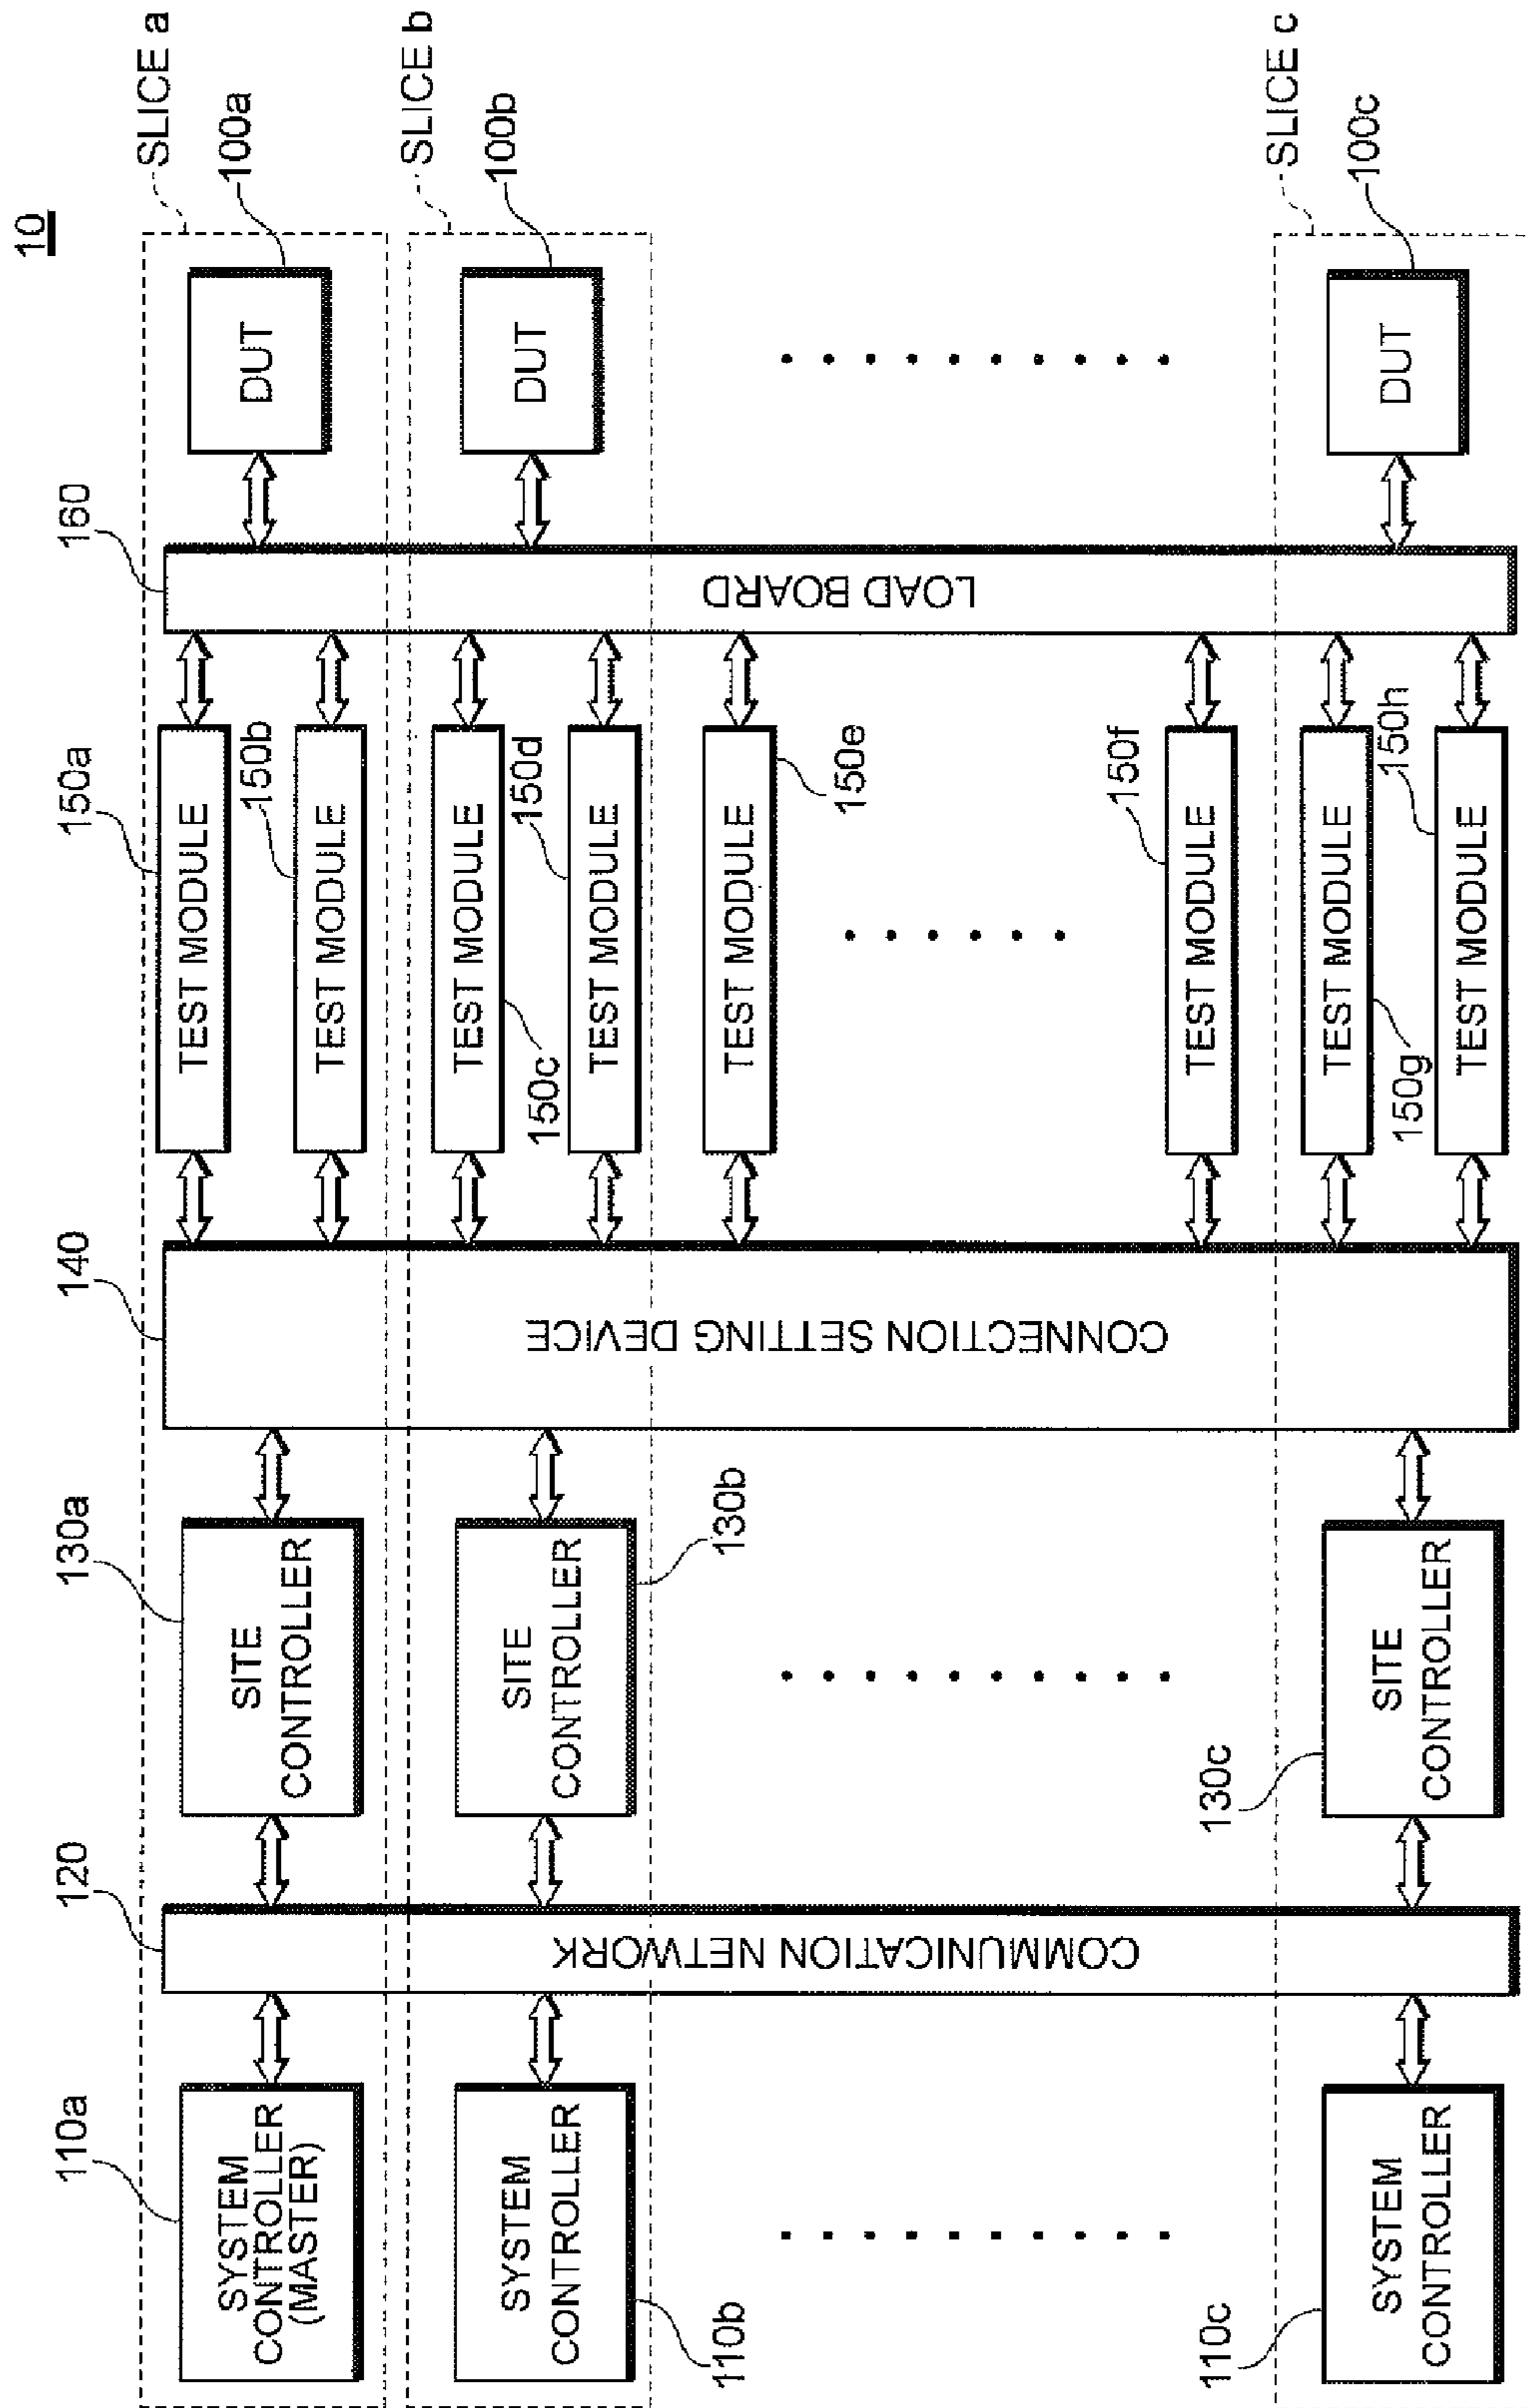 10
SLICE a
SLICE b
SLICE c
110a
120
130a
140
150a
160
100a
SYSTEM
CONTROLLER
(MASTER)
SITE
CONTROLLER
TEST MODULE
150b
TEST MODULE
DUT
SYSTEM
CONTROLLER
110b
SITE
CONTROLLER
130b
TEST MODULE
150c
150d
TEST MODULE
DUT
100b
COMMUNICATION NETWORK
CONNECTION SETTING DEVICE
LOAD BOARD
TEST MODULE
150e
150f
TEST MODULE
110c
SYSTEM
CONTROLLER
130c
SITE
CONTROLLER
TEST MODULE
150g
150h
TEST MODULE
DUT
100c